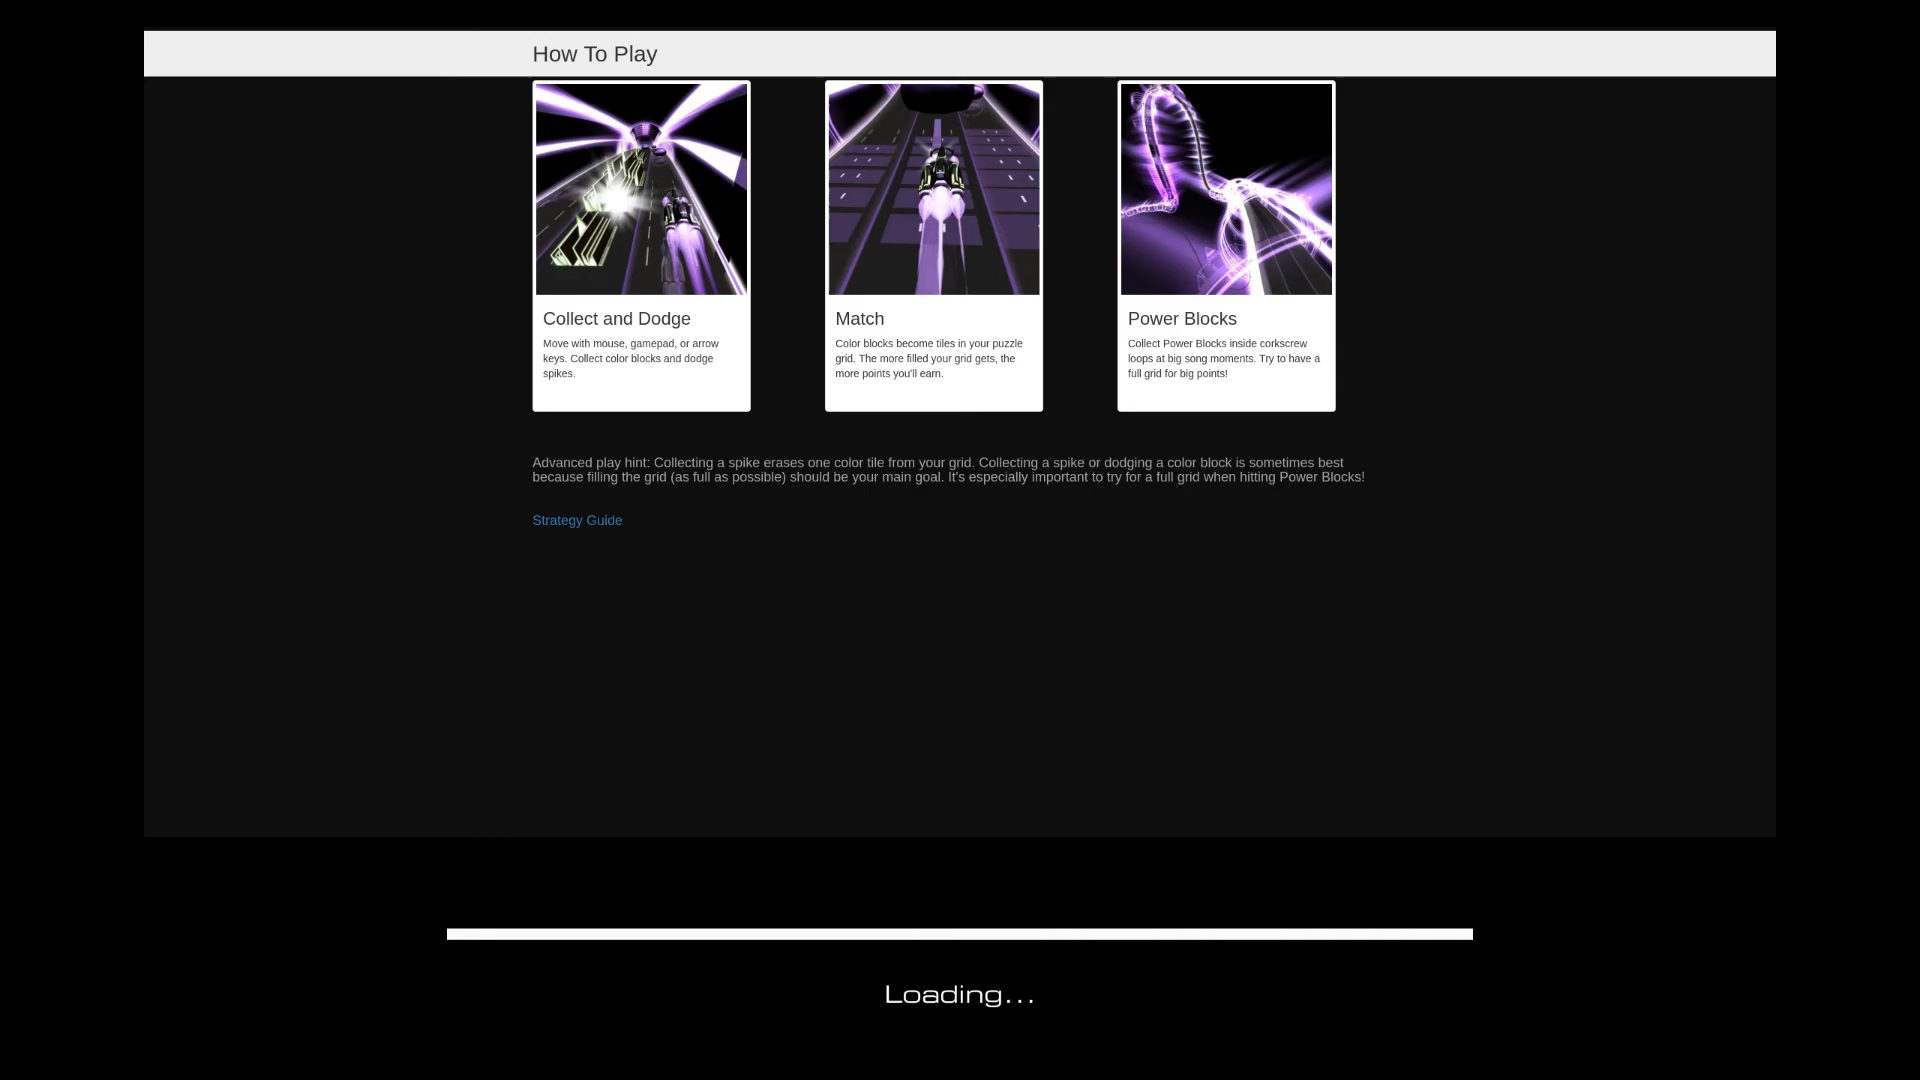 How To Play
Collect and Dodge
Move with mouse, gamepad, or arrow
keys. Collect color blocks and dodge
spikes.
Match
Color blocks become tiles in your puzzle
grid. The more filled your grid gets, the
more points you'll earn.
Power Blocks
Collect Power Blocks inside corkscrew
loops at big song moments. Try to have a
full grid for big points!
Advanced play hint: Collecting a spike erases one color tile from your grid. Collecting a spike or dodging a color block is sometimes best
because filling the grid (as full as possible) should be your main goal. It's especially important to try for a full grid when hitting Power Blocks!
Strategy Guide
Loading...